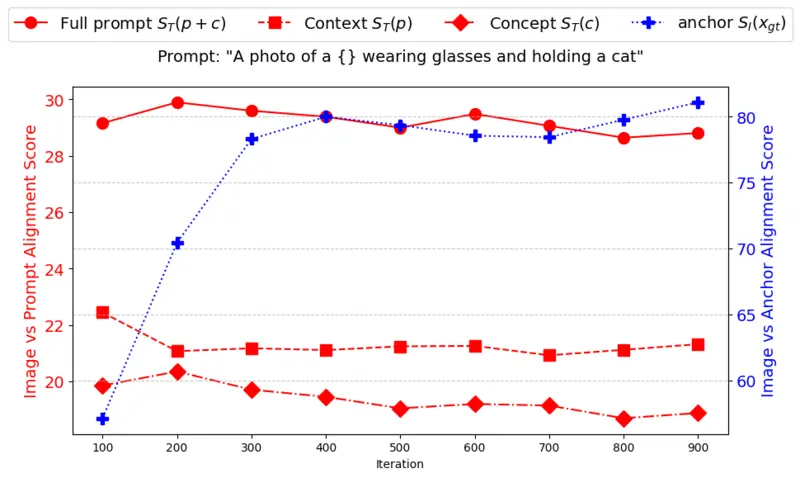 Full prompt S_T(p + c) Context S_T(p) Concept S_T(c) anchor S_I(x_gt)
Prompt: "A photo of a {} wearing glasses and holding a cat"
Image vs Prompt Alignment Score
30
28
26
24
22
20
80
75
70
65
60
Image vs Anchor Alignment Score
100 200 300 400 500 600 700 800 900
Iteration